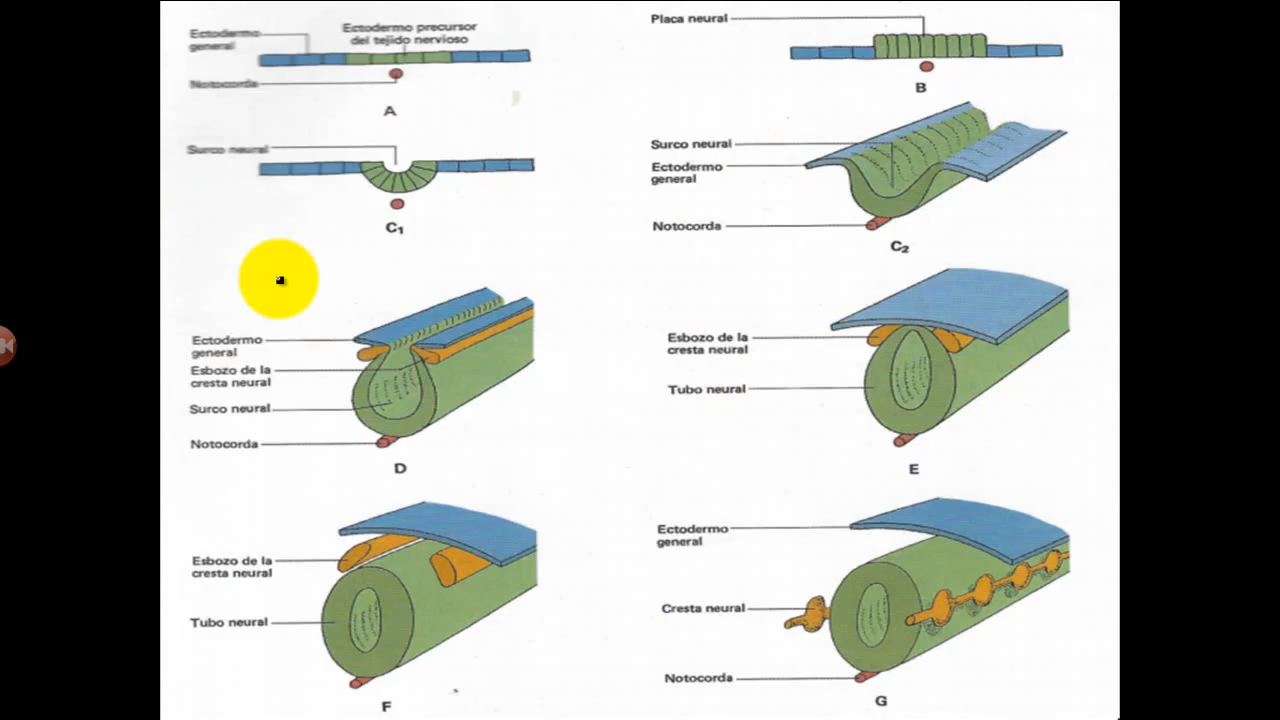 Ectodermo
general
Ectodermo precursor
del tejido nervioso
Notocorda
A
Placa neural
B
Surco neural
C1
Surco neural
Ectodermo
general
Notocorda
C2
Ectodermo
general
Esbozo de la
cresta neural
Surco neural
Notocorda
D
Esbozo de la
cresta neural
Tubo neural
E
Esbozo de la
cresta neural
Tubo neural
F
Ectodermo
general
Cresta neural
Notocorda
G